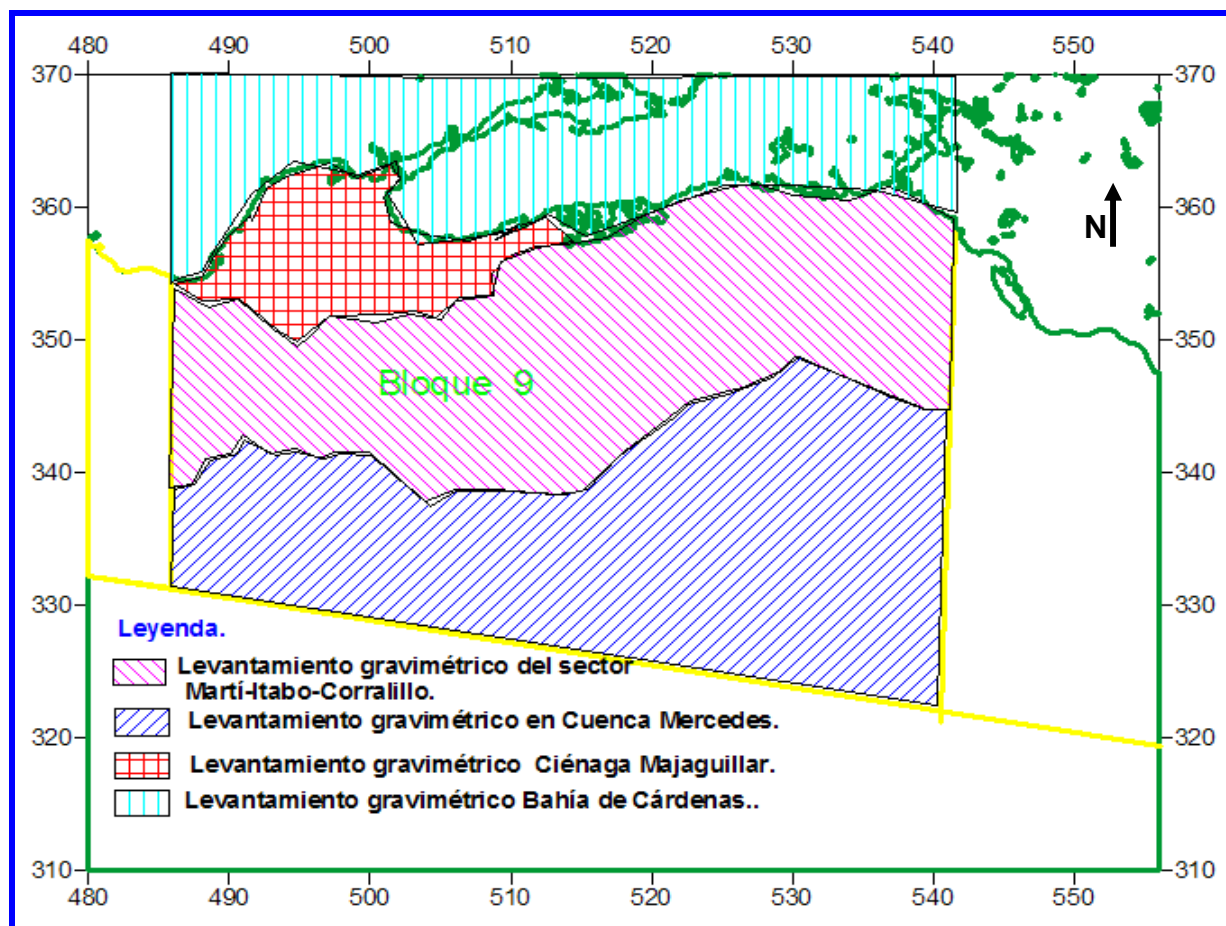 480 490 500 510 520 530 540 550
370 370
360 360
N
350 350
Bloque 9
340 340
330 330
Leyenda.
Levantamiento gravimétrico del sector
Martí-Itabo-Corralillo.
Levantamiento gravimétrico en Cuenca Mercedes.
320 320
Levantamiento gravimétrico Ciénaga Majaguillar.
Levantamiento gravimétrico Bahía de Cárdenas..
310 310
480 490 500 510 520 530 540 550